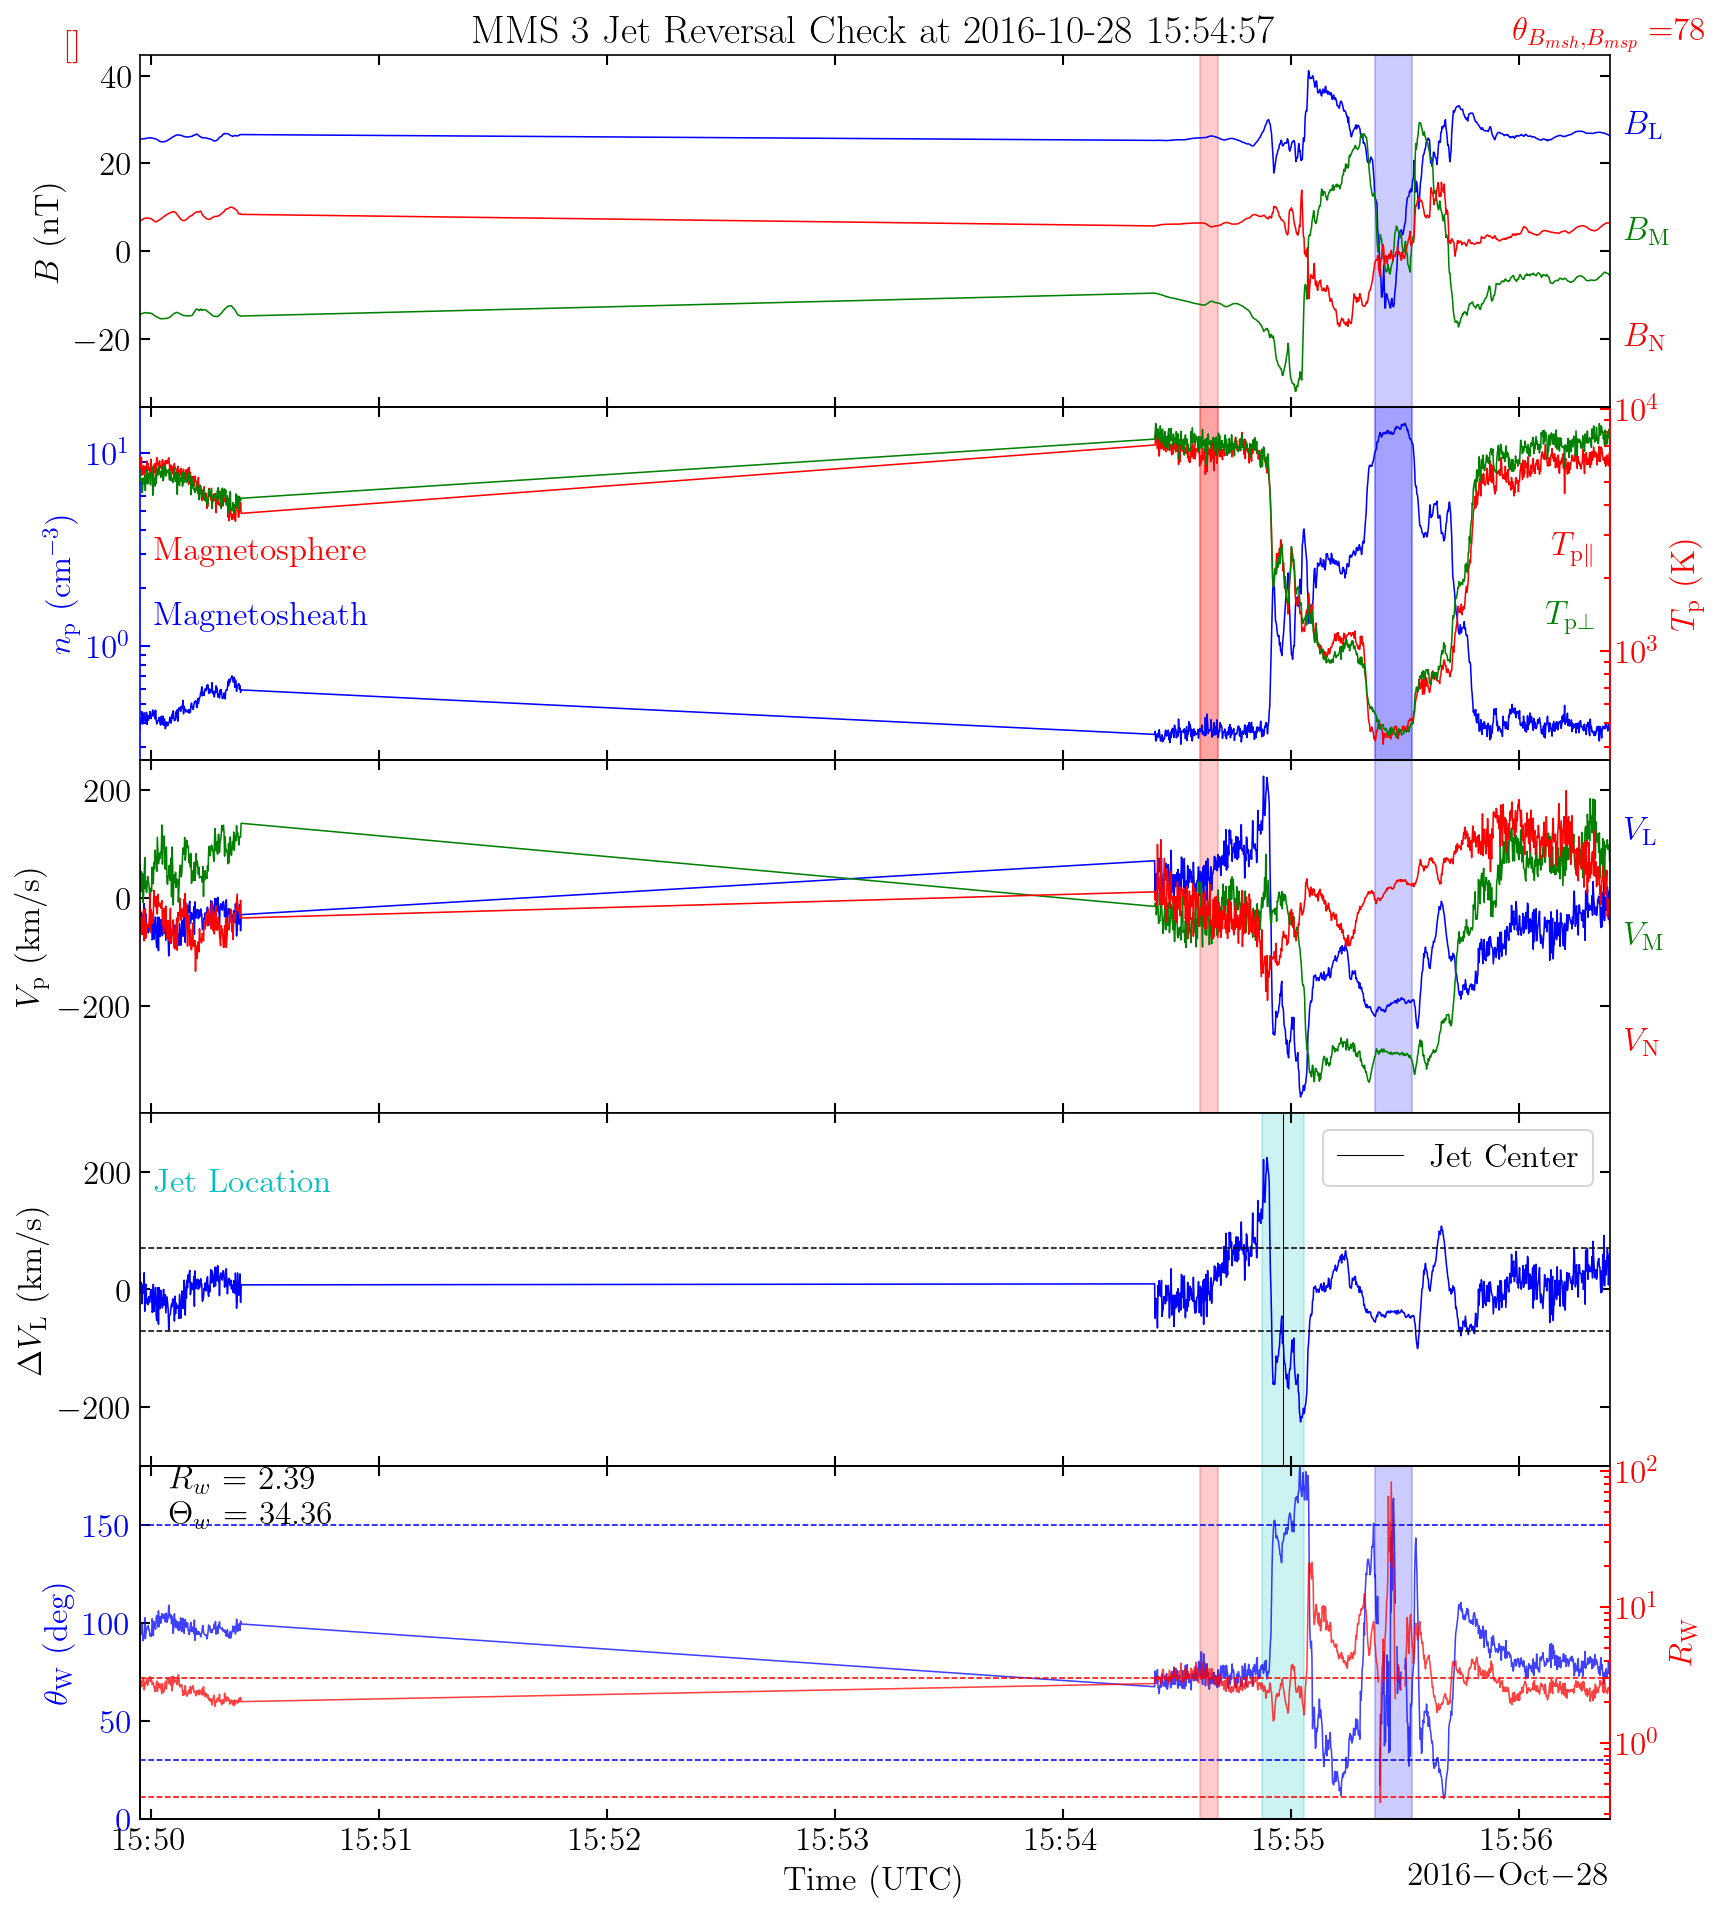 MMS 3 Jet Reversal Check at 2016-10-28 15:54:57
[]
θ_{B_{msh},B_{msp}} =78
40
20
0
−20
B (nT)
B_L
B_M
B_N
10^1
10^0
n_p (cm^{−3})
Magnetosphere
Magnetosheath
T_{p∥}
T_{p⊥}
10^4
10^3
T_p (K)
200
0
−200
V_p (km/s)
V_L
V_M
V_N
200
0
−200
ΔV_L (km/s)
Jet Location
Jet Center
R_w = 2.39
Θ_w = 34.36
150
100
50
0
θ_W (deg)
10^2
10^1
10^0
R_W
15:50 15:51 15:52 15:53 15:54 15:55 15:56
Time (UTC)
2016−Oct−28